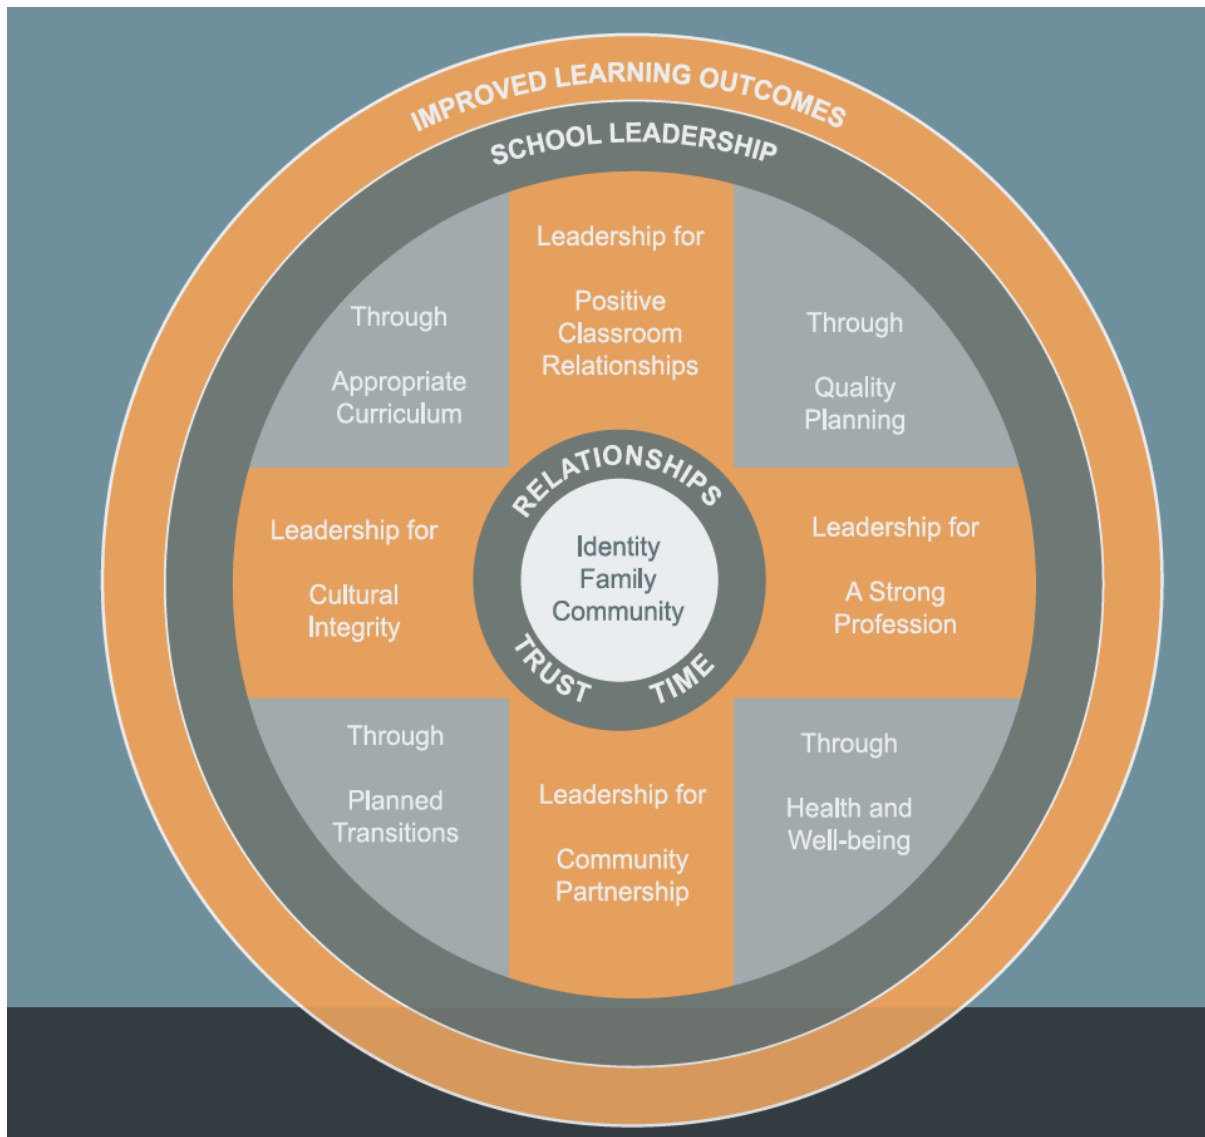 IMPROVED LEARNING OUTCOMES
SCHOOL LEADERSHIP
Leadership for
Positive
Classroom
Relationships
Through
Appropriate
Curriculum
Through
Quality
Planning
RELATIONSHIPS
Identity
Family
Community
TRUST
TIME
Leadership for
Cultural
Integrity
Leadership for
A Strong
Profession
Through
Planned
Transitions
Leadership for
Community
Partnership
Through
Health and
Well-being